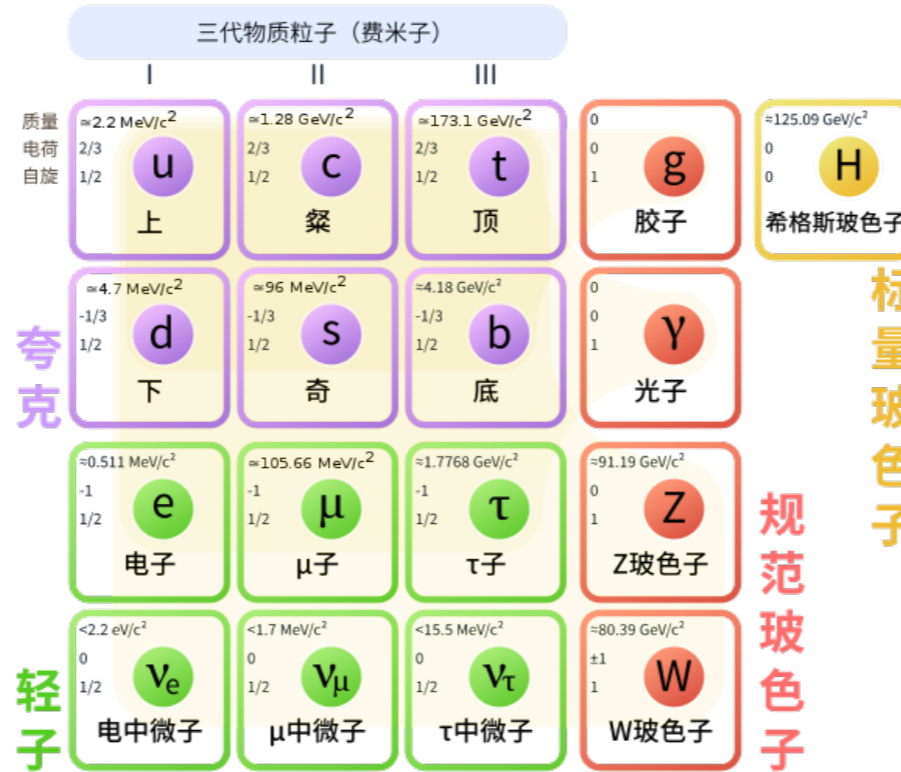 三代物质粒子（费米子）
I II III
质量
电荷
自旋
≃2.2 MeV/c²
2/3
1/2
u
上
≃1.28 GeV/c²
2/3
1/2
c
粲
≃173.1 GeV/c²
2/3
1/2
t
顶
0
0
1
g
胶子
≈125.09 GeV/c²
0
0
H
希格斯玻色子
≃4.7 MeV/c²
-1/3
1/2
d
下
≃96 MeV/c²
-1/3
1/2
s
奇
≈4.18 GeV/c²
-1/3
1/2
b
底
0
0
1
γ
光子
夸克
≈0.511 MeV/c²
-1
1/2
e
电子
≃105.66 MeV/c²
-1
1/2
μ
μ子
≈1.7768 GeV/c²
-1
1/2
τ
τ子
≈91.19 GeV/c²
0
1
Z
Z玻色子
<2.2 eV/c²
0
1/2
νe
电中微子
<1.7 MeV/c²
0
1/2
νμ
μ中微子
<15.5 MeV/c²
0
1/2
ντ
τ中微子
≈80.39 GeV/c²
±1
1
W
W玻色子
轻子
规范玻色子
标量玻色子